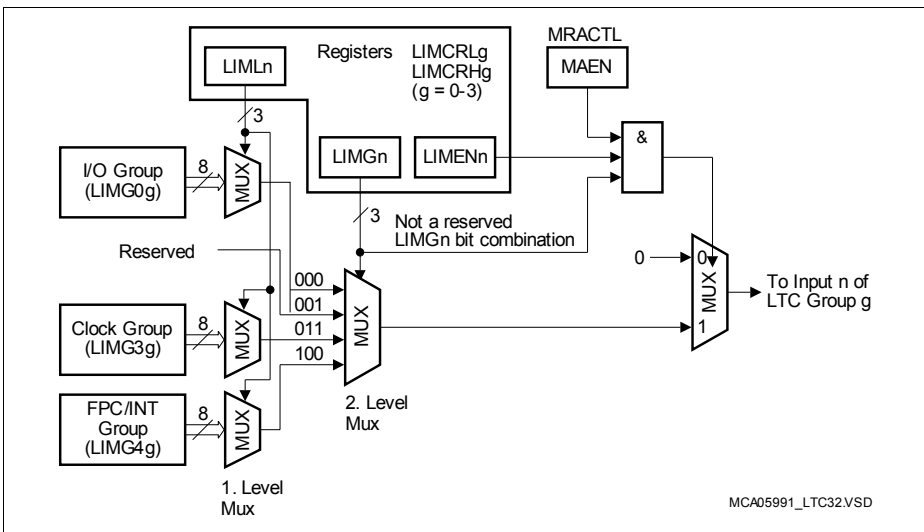 Registers
LIMCRLg
LIMCRHg
(g = 0-3)
LIMLn
MRACTL
MAEN
3
&
LIMGn
LIMENn
I/O Group
(LIMG0g)
8
MUX
3
Not a reserved
LIMGn bit combination
Reserved
0
0
MUX
1
To Input n of
LTC Group g
000
001
011
100
MUX
Clock Group
(LIMG3g)
8
MUX
FPC/INT
Group
(LIMG4g)
8
MUX
2. Level
Mux
1. Level
Mux
MCA05991_LTC32.VSD